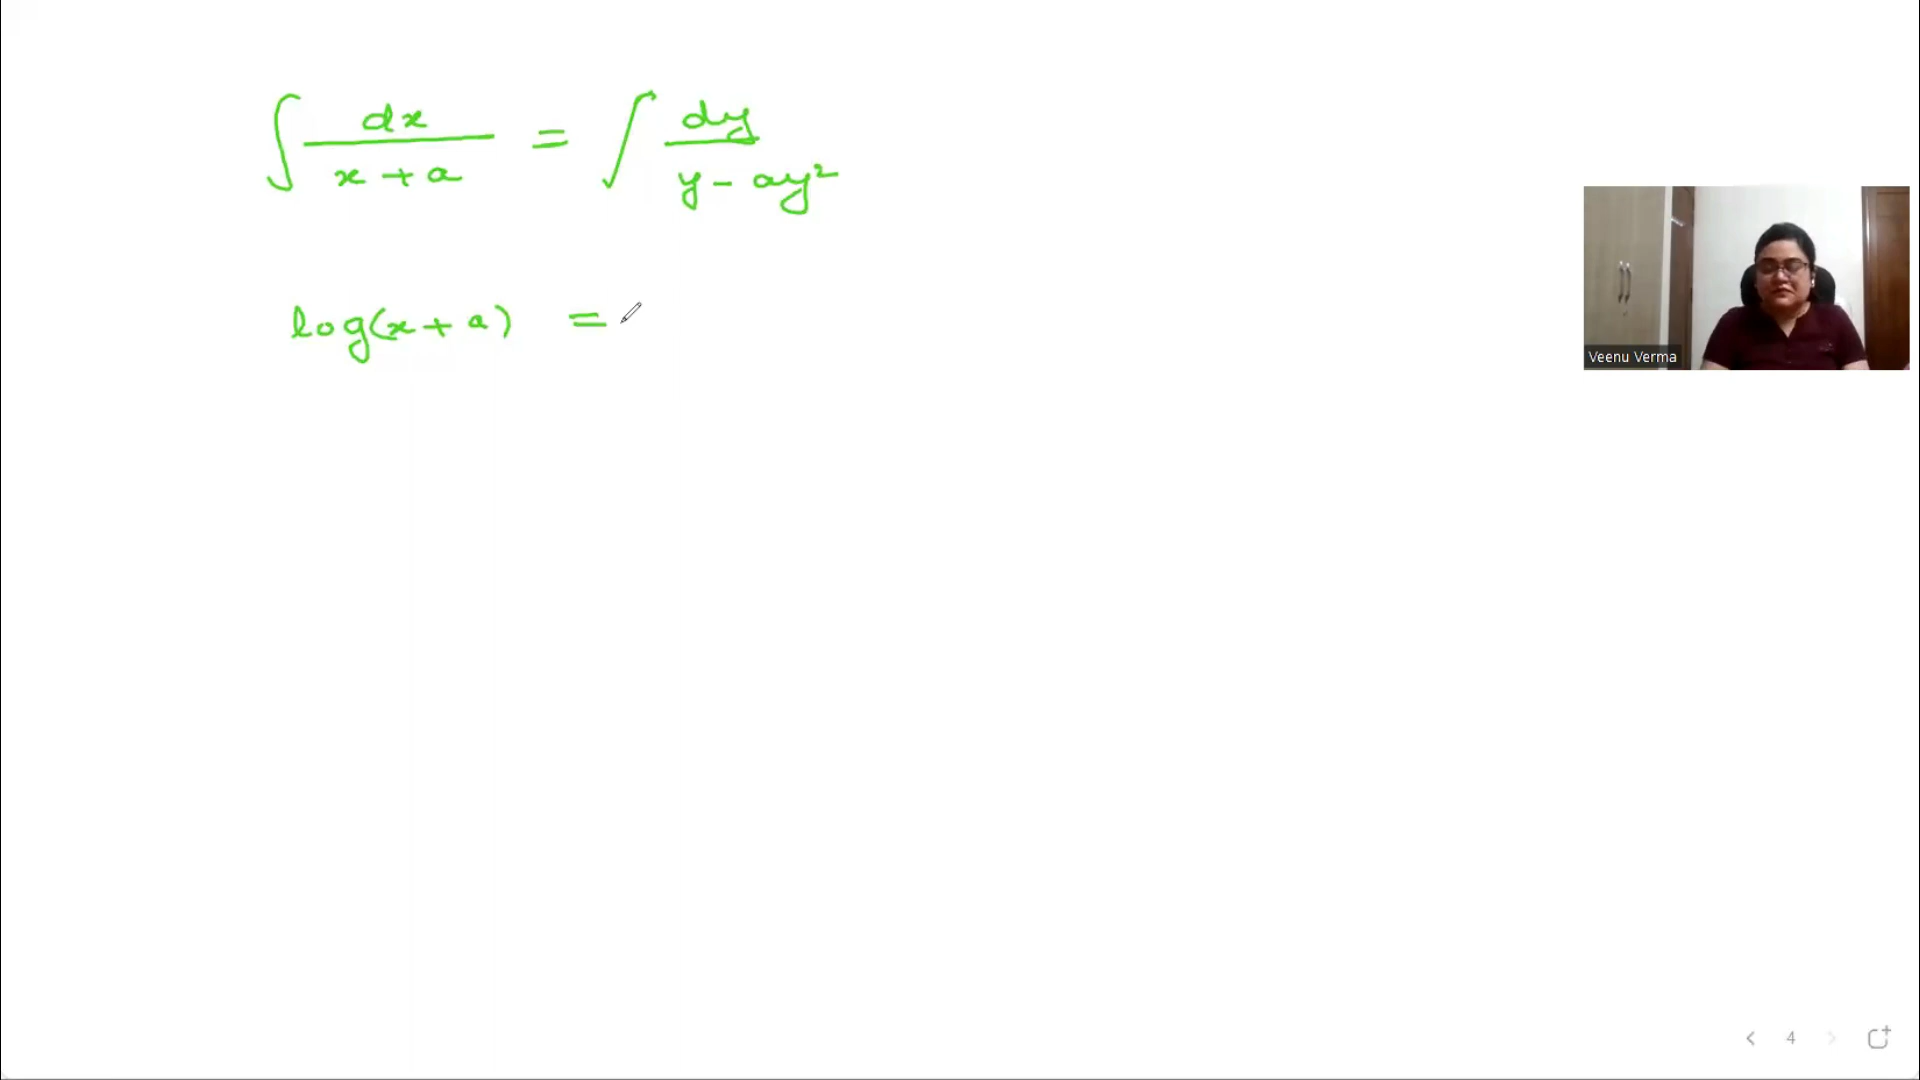 ∫ dx / x + a = ∫ dy / y - ay²
log(x + a) =
Veenu Verma
4